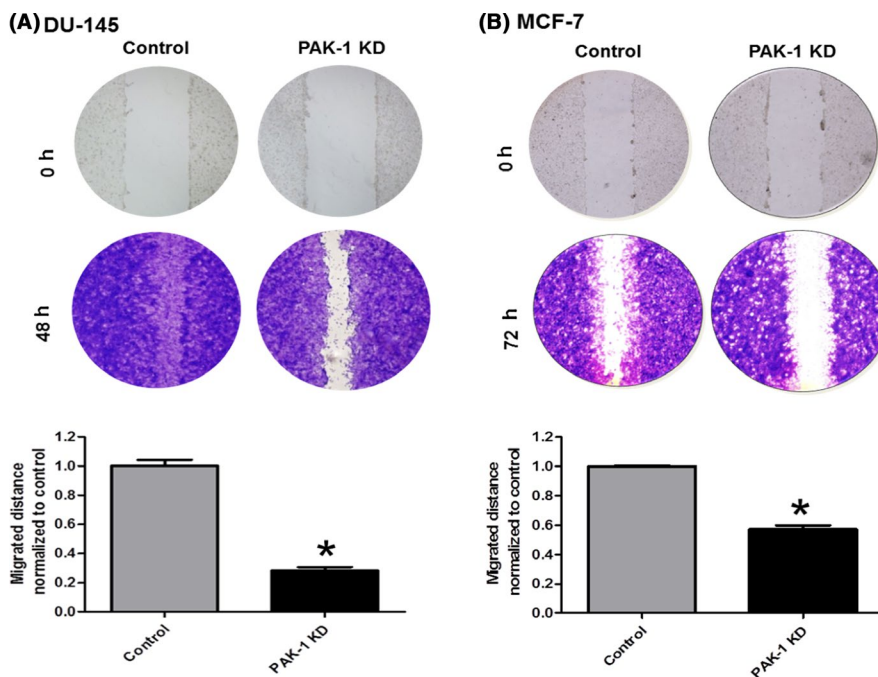 (A) DU-145
Control
PAK-1 KD
0 h
48 h
Migrated distance
normalized to control
1.2
1.0
0.8
0.6
0.4
0.2
0.0
*
Control
PAK-1 KD
(B) MCF-7
Control
PAK-1 KD
0 h
72 h
Migrated distance
normalized to control
1.2
1.0
0.8
0.6
0.4
0.2
0.0
*
Control
PAK-1 KD